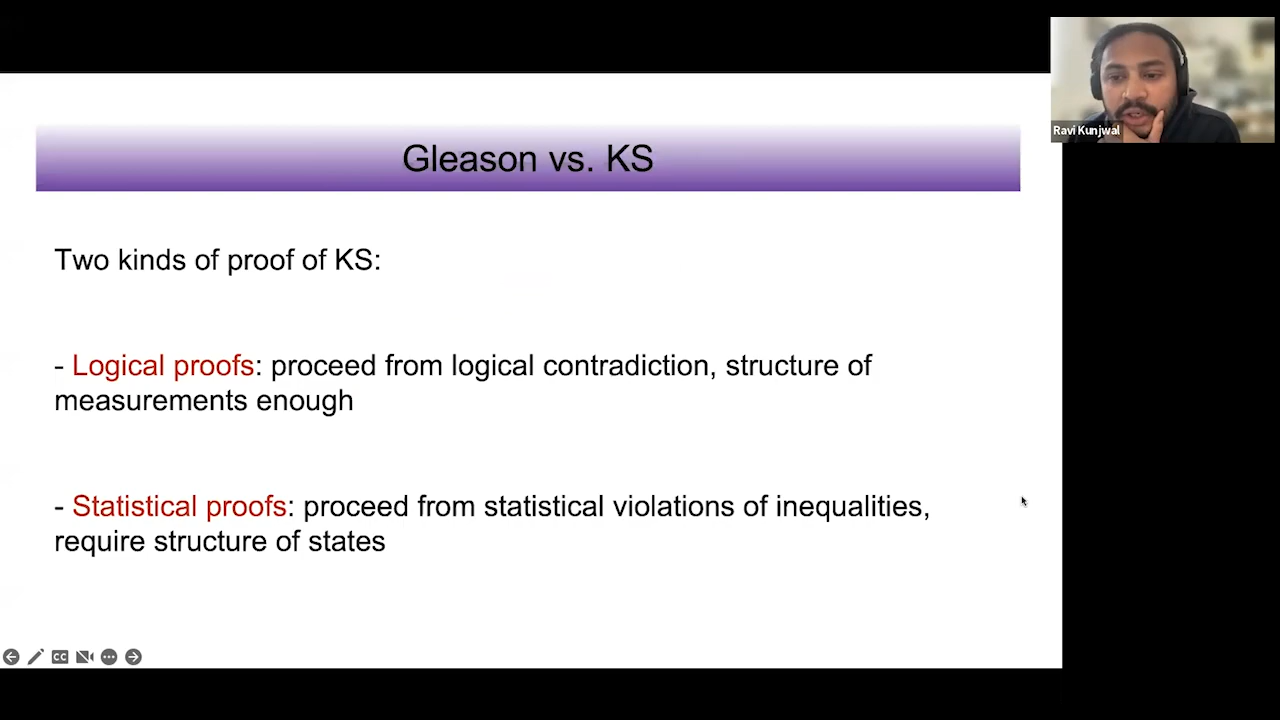 Gleason vs. KS
Ravi Kunjwal
Two kinds of proof of KS:
- Logical proofs: proceed from logical contradiction, structure of
measurements enough
- Statistical proofs: proceed from statistical violations of inequalities,
require structure of states
CC